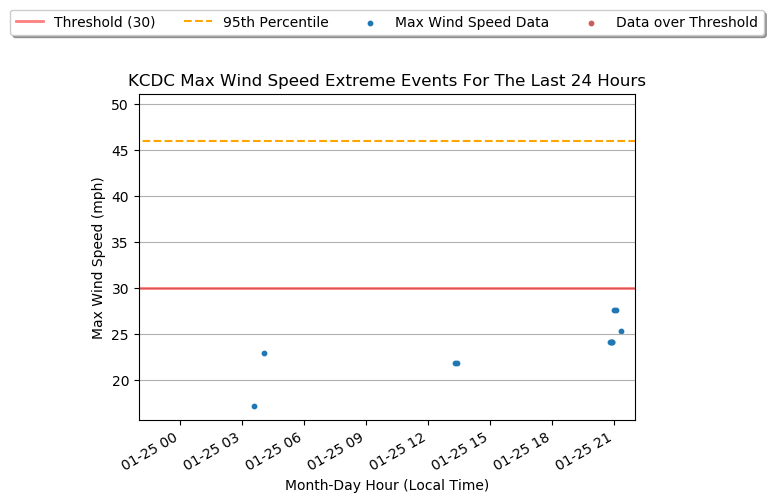 Threshold (30) 95th Percentile Max Wind Speed Data Data over Threshold
KCDC Max Wind Speed Extreme Events For The Last 24 Hours
50
45
40
35
30
25
20
Max Wind Speed (mph)
01-25 00 01-25 03 01-25 06 01-25 09 01-25 12 01-25 15 01-25 18 01-25 21
Month-Day Hour (Local Time)